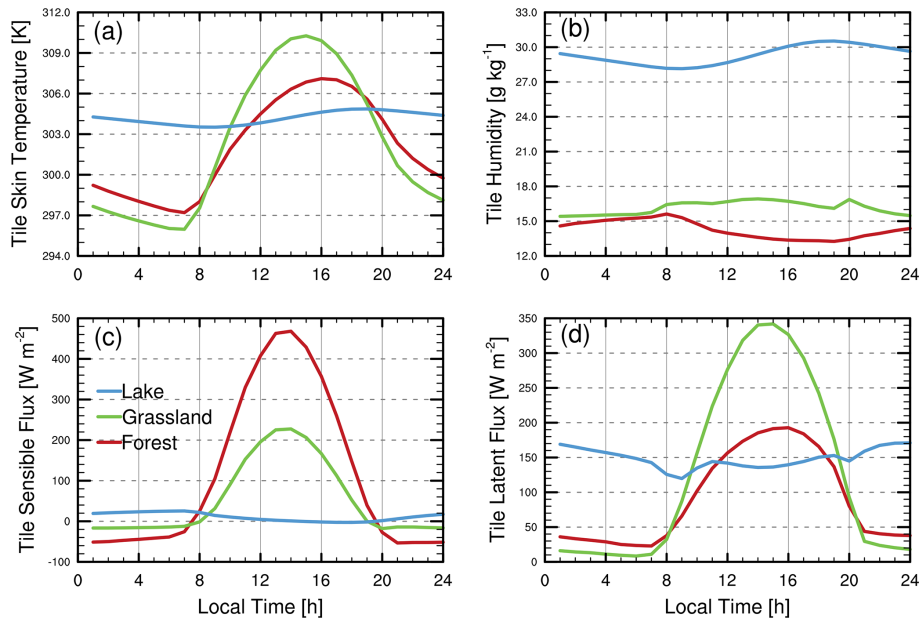 (a)
Tile Skin Temperature [K]
312.0
309.0
306.0
303.0
300.0
297.0
294.0
0 4 8 12 16 20 24
(b)
Tile Humidity [g kg-1]
33.0
30.0
27.0
24.0
21.0
18.0
15.0
12.0
0 4 8 12 16 20 24
(c)
Tile Sensible Flux [W m-2]
500
400
300
200
100
0
-100
Lake
Grassland
Forest
0 4 8 12 16 20 24
Local Time [h]
(d)
Tile Latent Flux [W m-2]
350
300
250
200
150
100
50
0
0 4 8 12 16 20 24
Local Time [h]